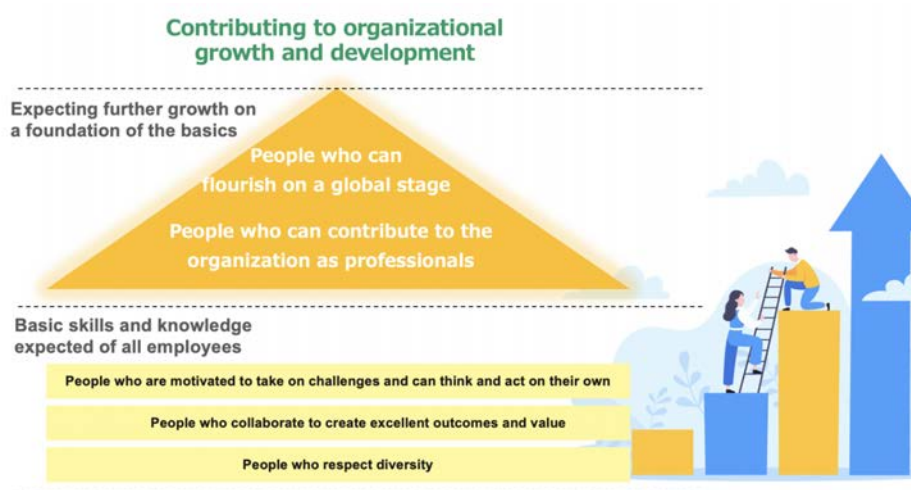 Contributing to organizational
growth and development
Expecting further growth on
a foundation of the basics
People who can
flourish on a global stage
People who can contribute to the
organization as professionals
Basic skills and knowledge
expected of all employees
People who are motivated to take on challenges and can think and act on their own
People who collaborate to create excellent outcomes and value
People who respect diversity